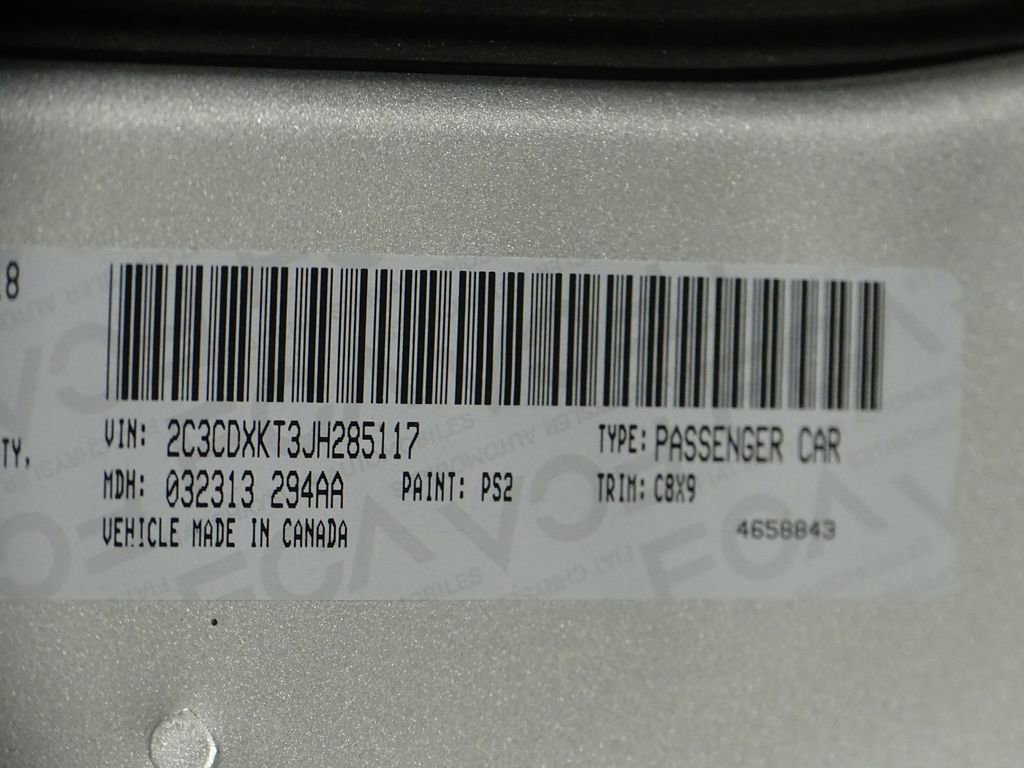 8
TY.
VIN: 2C3CDXKT3JH285117 TYPE: PASSENGER CAR
MDH: 032313 294AA PAINT: PS2 TRIM: C8X9
VEHICLE MADE IN CANADA 4658843